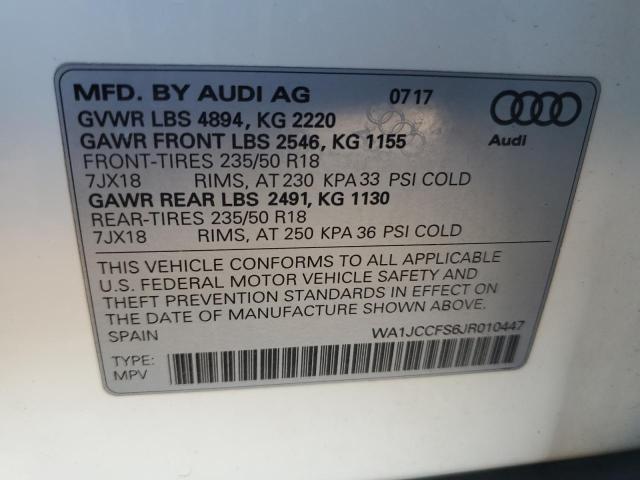 MFD. BY AUDI AG 0717
GVWR LBS 4894, KG 2220
GAWR FRONT LBS 2546, KG 1155
Audi
FRONT-TIRES 235/50 R18
7JX18 RIMS, AT 230 KPA 33 PSI COLD
GAWR REAR LBS 2491, KG 1130
REAR-TIRES 235/50 R18
7JX18 RIMS, AT 250 KPA 36 PSI COLD
THIS VEHICLE CONFORMS TO ALL APPLICABLE
U.S. FEDERAL MOTOR VEHICLE SAFETY AND
THEFT PREVENTION STANDARDS IN EFFECT ON
THE DATE OF MANUFACTURE SHOWN ABOVE.
SPAIN WA1JCCFS6JR010447
TYPE:
MPV